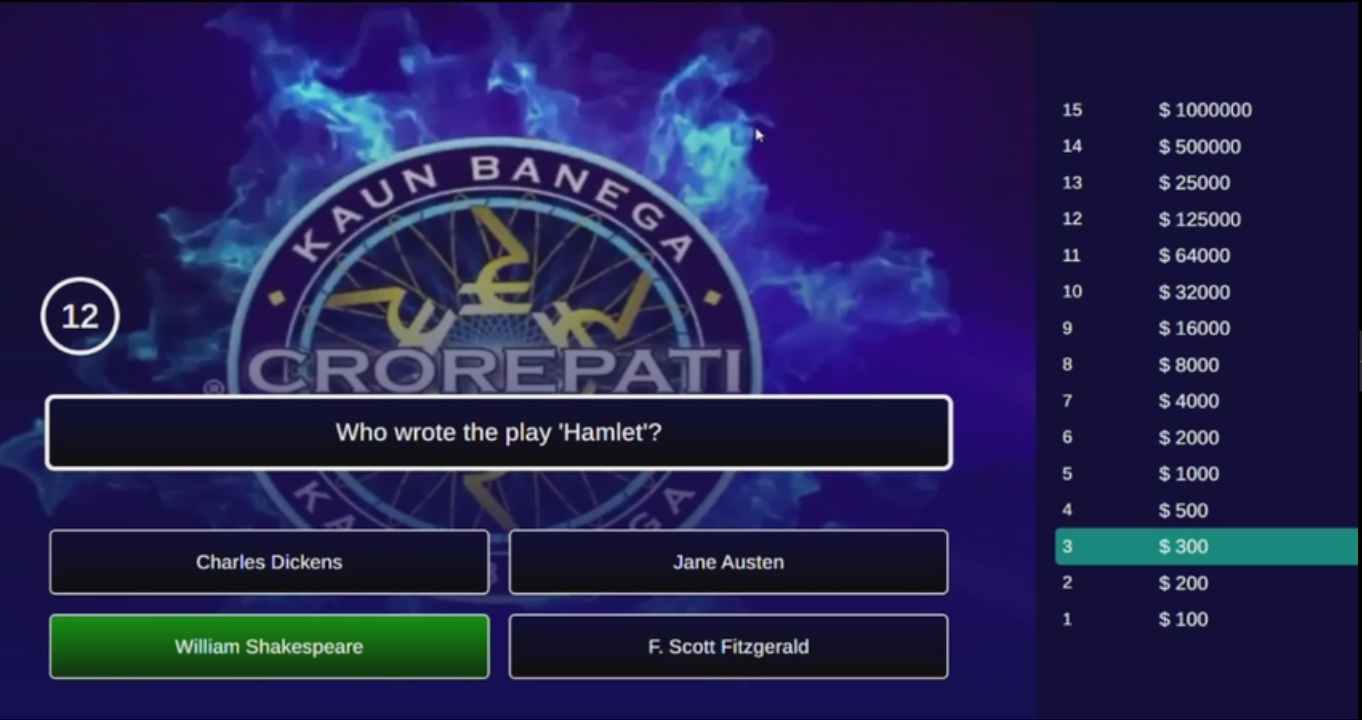 KAUN BANEGA
®
CROREPATI
12
Who wrote the play 'Hamlet'?
Charles Dickens
Jane Austen
William Shakespeare
F. Scott Fitzgerald
15 $ 1000000
14 $ 500000
13 $ 25000
12 $ 125000
11 $ 64000
10 $ 32000
9 $ 16000
8 $ 8000
7 $ 4000
6 $ 2000
5 $ 1000
4 $ 500
3 $ 300
2 $ 200
1 $ 100